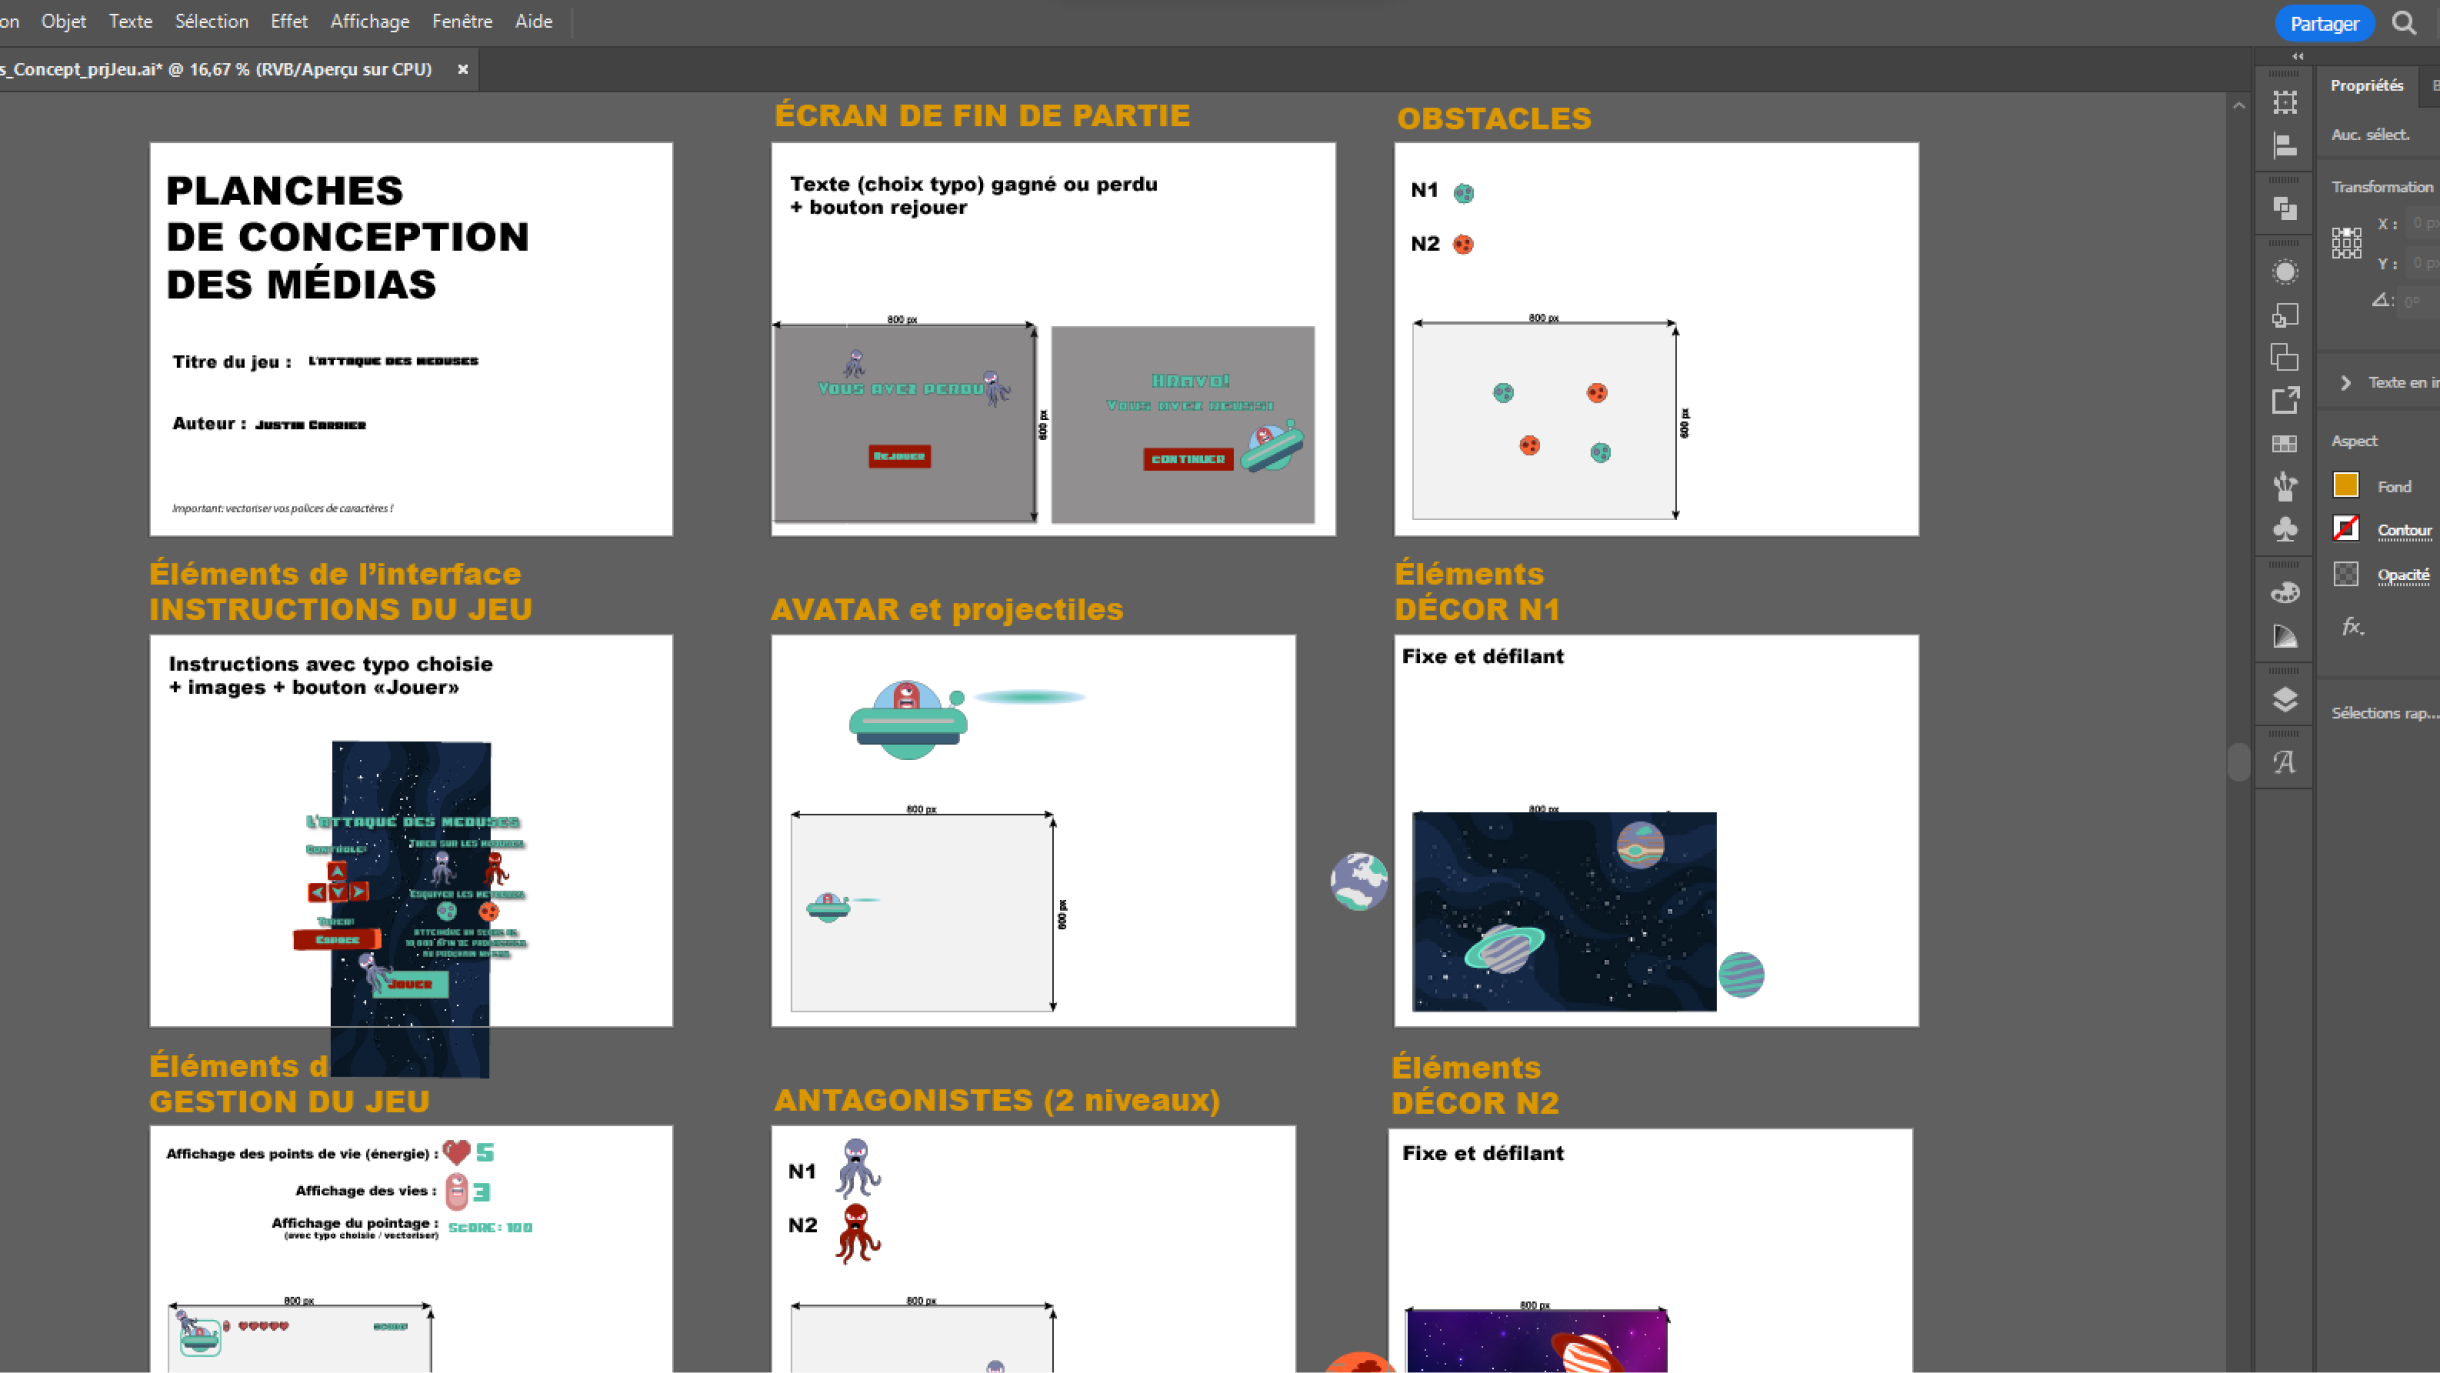 on Objet Texte Sélection Effet Affichage Fenêtre Aide
Partager
s_Concept_prjJeu.ai* @ 16,67 % (RVB/Aperçu sur CPU) ×
Propriétés
Auc. sélect.
Transformation
X : 0 px
Y : 0 px
0°
Aspect
Fond
Contour
Opacité
fx.
PLANCHES
DE CONCEPTION
DES MÉDIAS
Titre du jeu : L'ATTAQUE DES MEDUSES
Auteur : JUSTIN CARRIER
Important: vectoriser vos polices de caractères !
ÉCRAN DE FIN DE PARTIE
Texte (choix typo) gagné ou perdu
+ bouton rejouer
800 px
600 px
VOUS AVEZ PERDU
REJOUER
BRAVO!
VOUS AVEZ REUSSI
CONTINUER
OBSTACLES
N1
N2
800 px
600 px
Éléments de l’interface
INSTRUCTIONS DU JEU
Instructions avec typo choisie
+ images + bouton «Jouer»
L'ATTAQUE DES MEDUSES
CONTROLE:
TIRER SUR LES MEDUSES
ESQUIVER LES
TIRER:
ESPACE
JOUER
AVATAR et projectiles
800 px
600 px
Éléments
DÉCOR N1
Fixe et défilant
800 px
Éléments d
GESTION DU JEU
Affichage des points de vie (énergie) : 5
Affichage des vies : 3
Affichage du pointage : SCORE: 100
(avec typo choisie / vectoriser)
800 px
SCORE:
ANTAGONISTES (2 niveaux)
N1
N2
800 px
Éléments
DÉCOR N2
Fixe et défilant
800 px
Sélections rap...